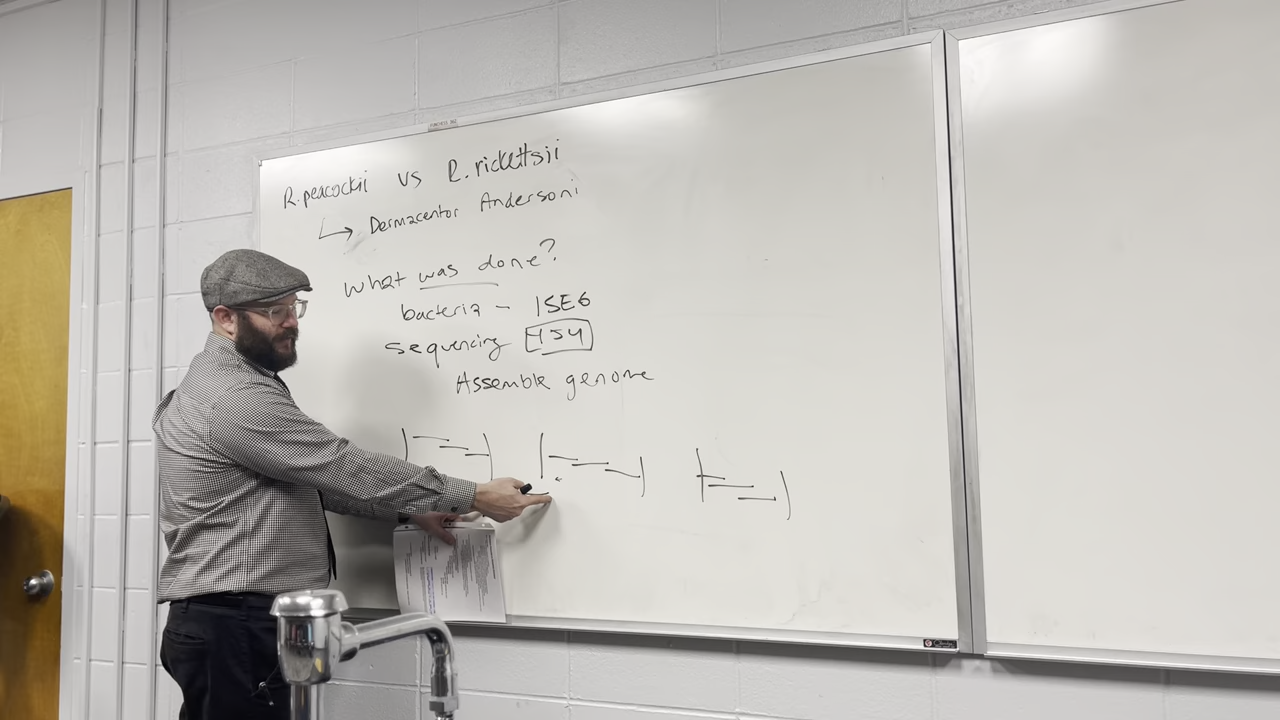 R. peacockii vs R. rickettsii
Dermacentor Andersoni
What was done?
bacteria - ISE6
sequencing 454
Assemble genome